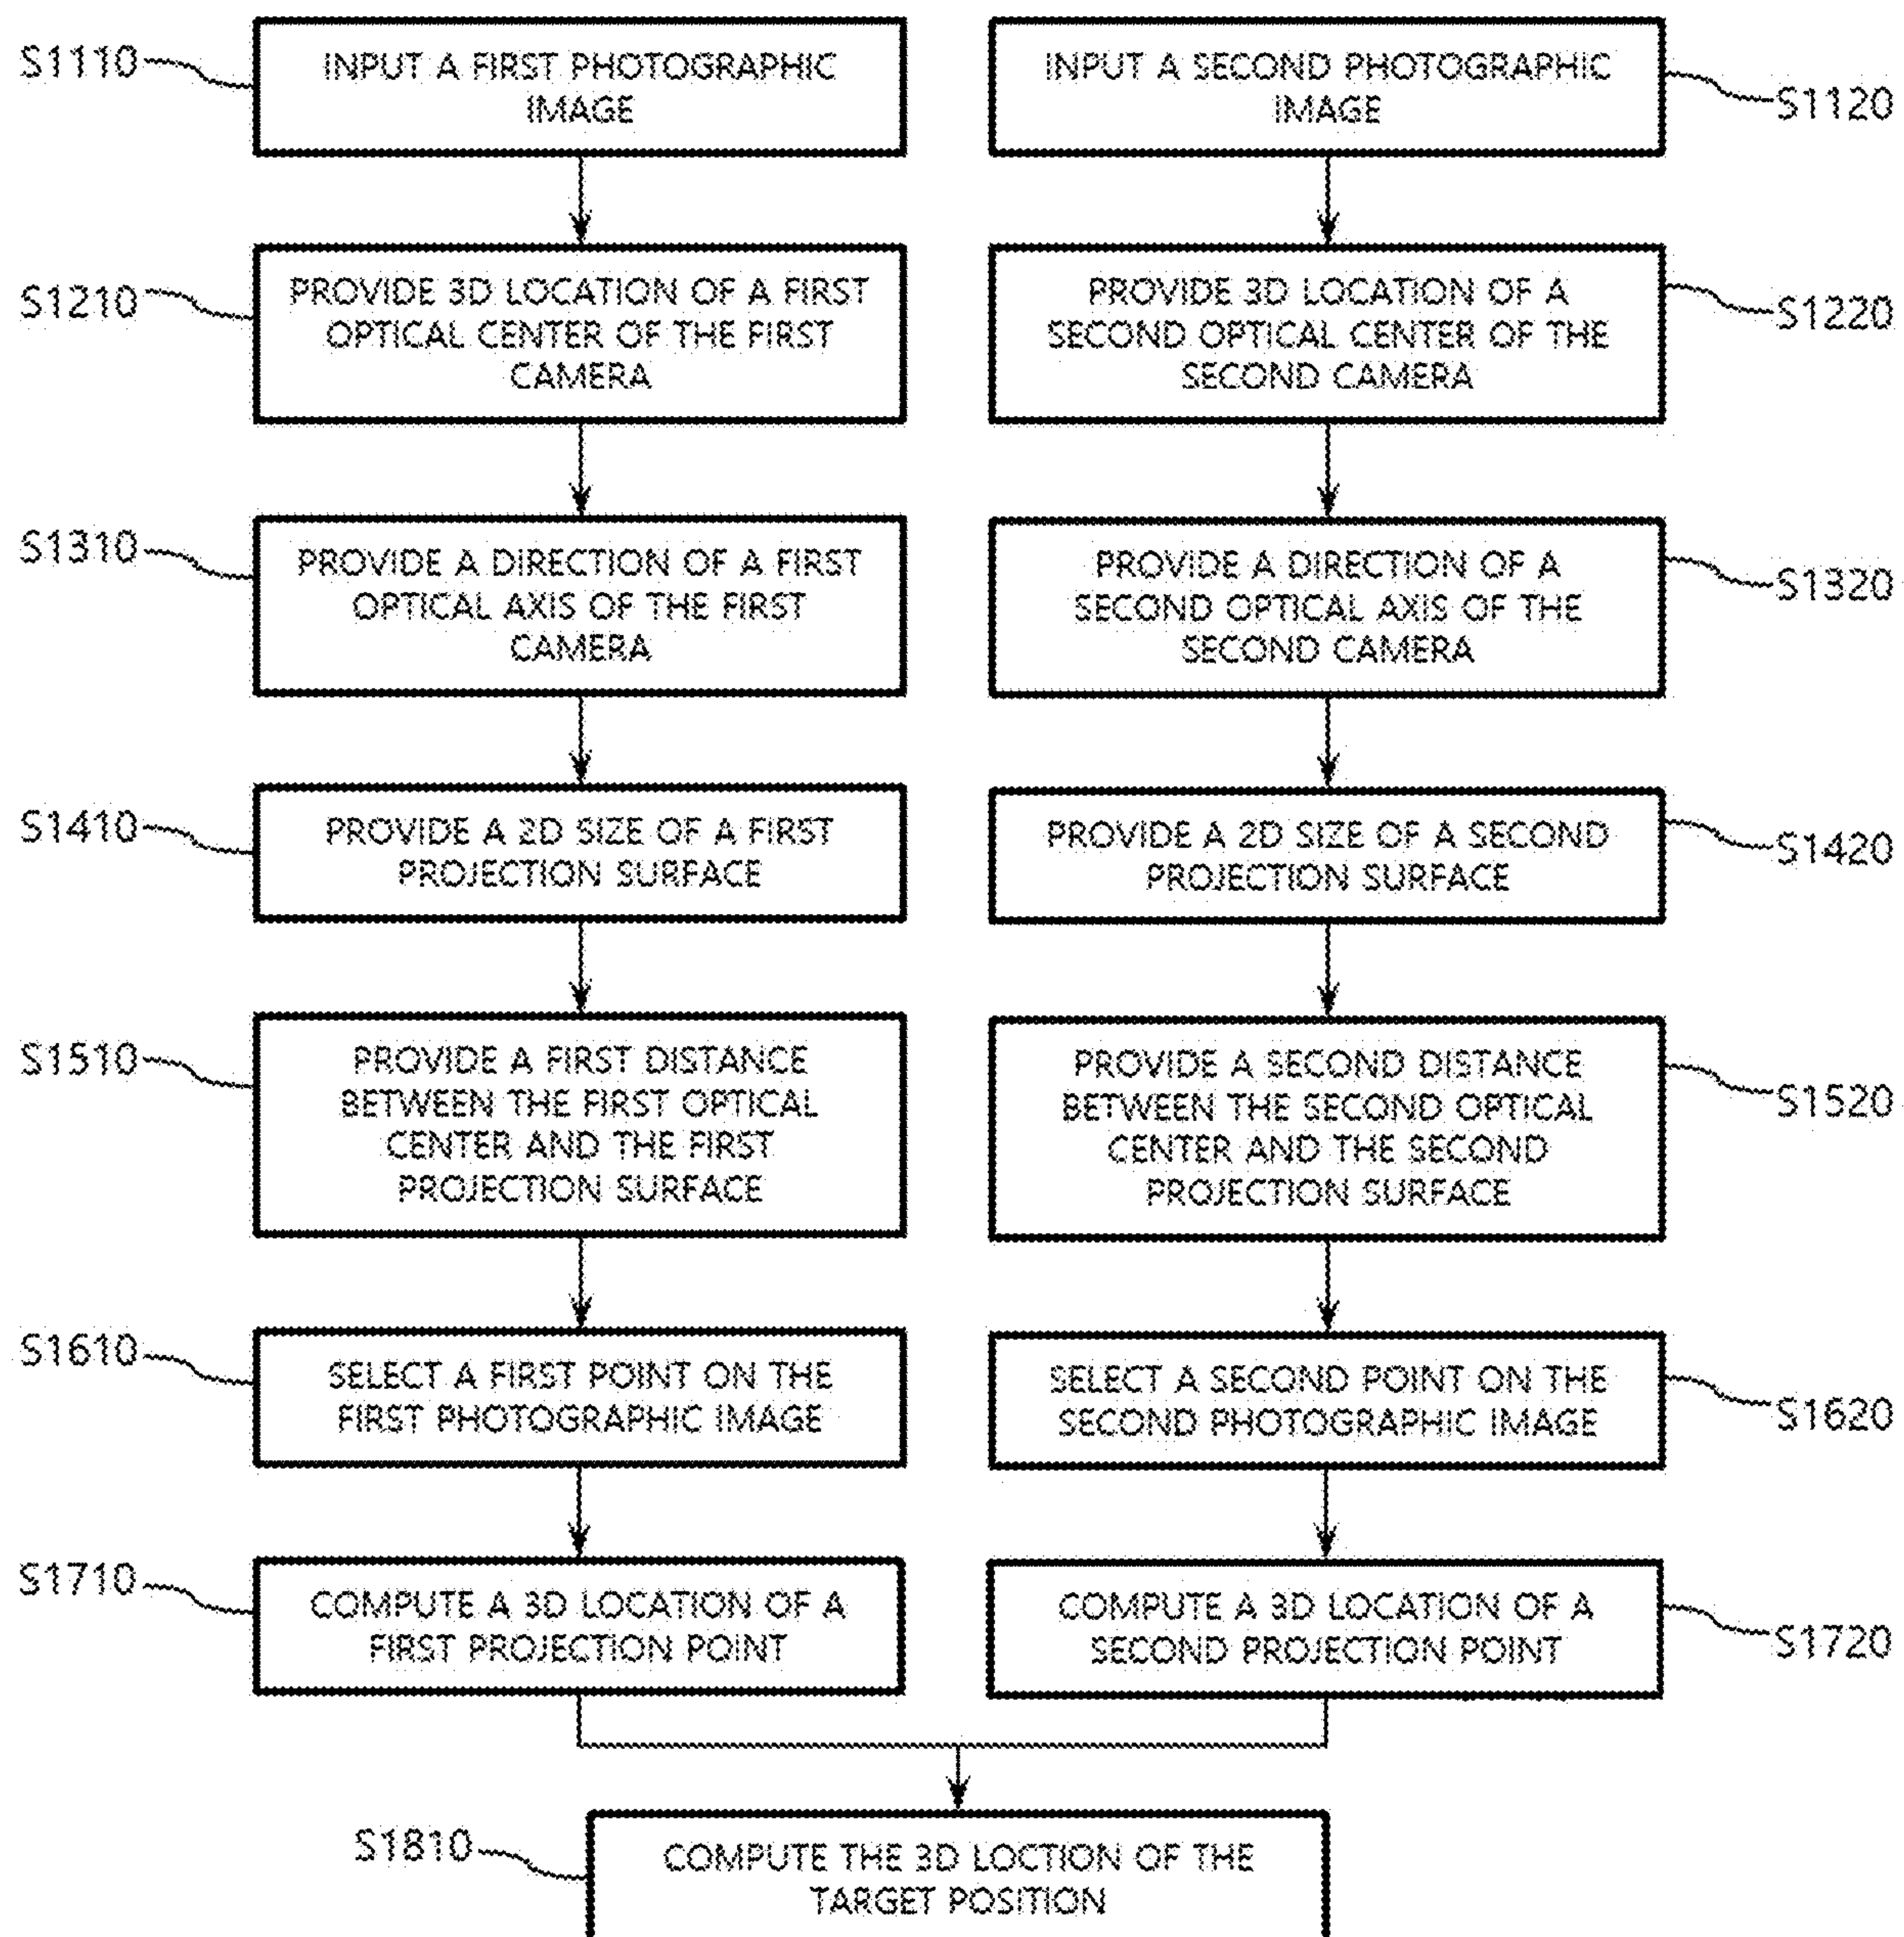 S1110
INPUT A FIRST PHOTOGRAPHIC
IMAGE
INPUT A SECOND PHOTOGRAPHIC
IMAGE
S1120
S1210
PROVIDE 3D LOCATION OF A FIRST
OPTICAL CENTER OF THE FIRST
CAMERA
PROVIDE 3D LOCATION OF A
SECOND OPTICAL CENTER OF THE
SECOND CAMERA
S1220
S1310
PROVIDE A DIRECTION OF A FIRST
OPTICAL AXIS OF THE FIRST
CAMERA
PROVIDE A DIRECTION OF A
SECOND OPTICAL AXIS OF THE
SECOND CAMERA
S1320
S1410
PROVIDE A 2D SIZE OF A FIRST
PROJECTION SURFACE
PROVIDE A 2D SIZE OF A SECOND
PROJECTION SURFACE
S1420
S1510
PROVIDE A FIRST DISTANCE
BETWEEN THE FIRST OPTICAL
CENTER AND THE FIRST
PROJECTION SURFACE
PROVIDE A SECOND DISTANCE
BETWEEN THE SECOND OPTICAL
CENTER AND THE SECOND
PROJECTION SURFACE
S1520
S1610
SELECT A FIRST POINT ON THE
FIRST PHOTOGRAPHIC IMAGE
SELECT A SECOND POINT ON THE
SECOND PHOTOGRAPHIC IMAGE
S1620
S1710
COMPUTE A 3D LOCATION OF A
FIRST PROJECTION POINT
COMPUTE A 3D LOCATION OF A
SECOND PROJECTION POINT
S1720
S1810
COMPUTE THE 3D LOCTION OF THE
TARGET POSITION